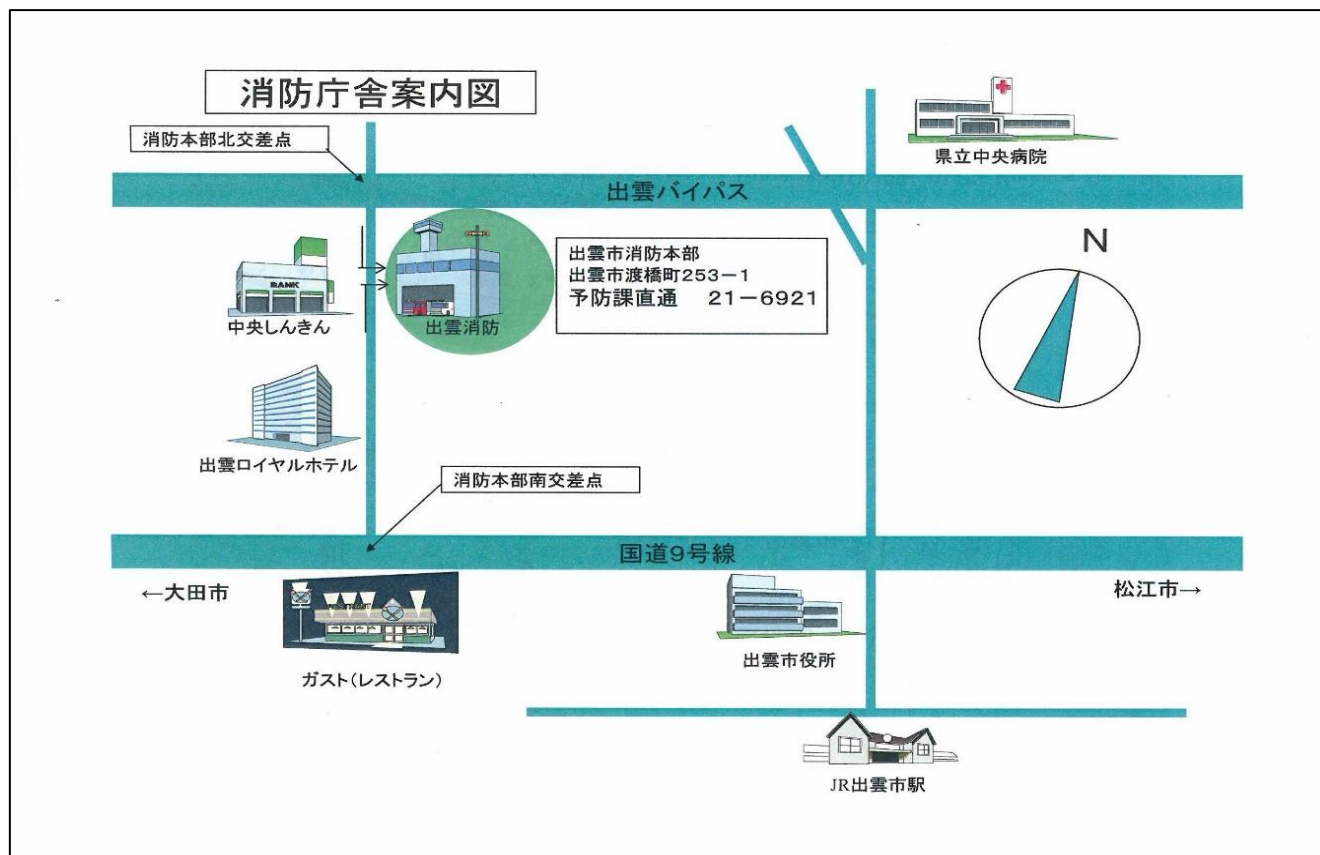 消防庁舎案内図
消防本部北交差点
県立中央病院
出雲バイパス
N
出雲市消防本部
出雲市渡橋町253-1
予防課直通 21-6921
BANK
中央しんきん
出雲消防
出雲ロイヤルホテル
消防本部南交差点
国道9号線
←大田市
松江市→
出雲市役所
ガスト(レストラン)
JR出雲市駅